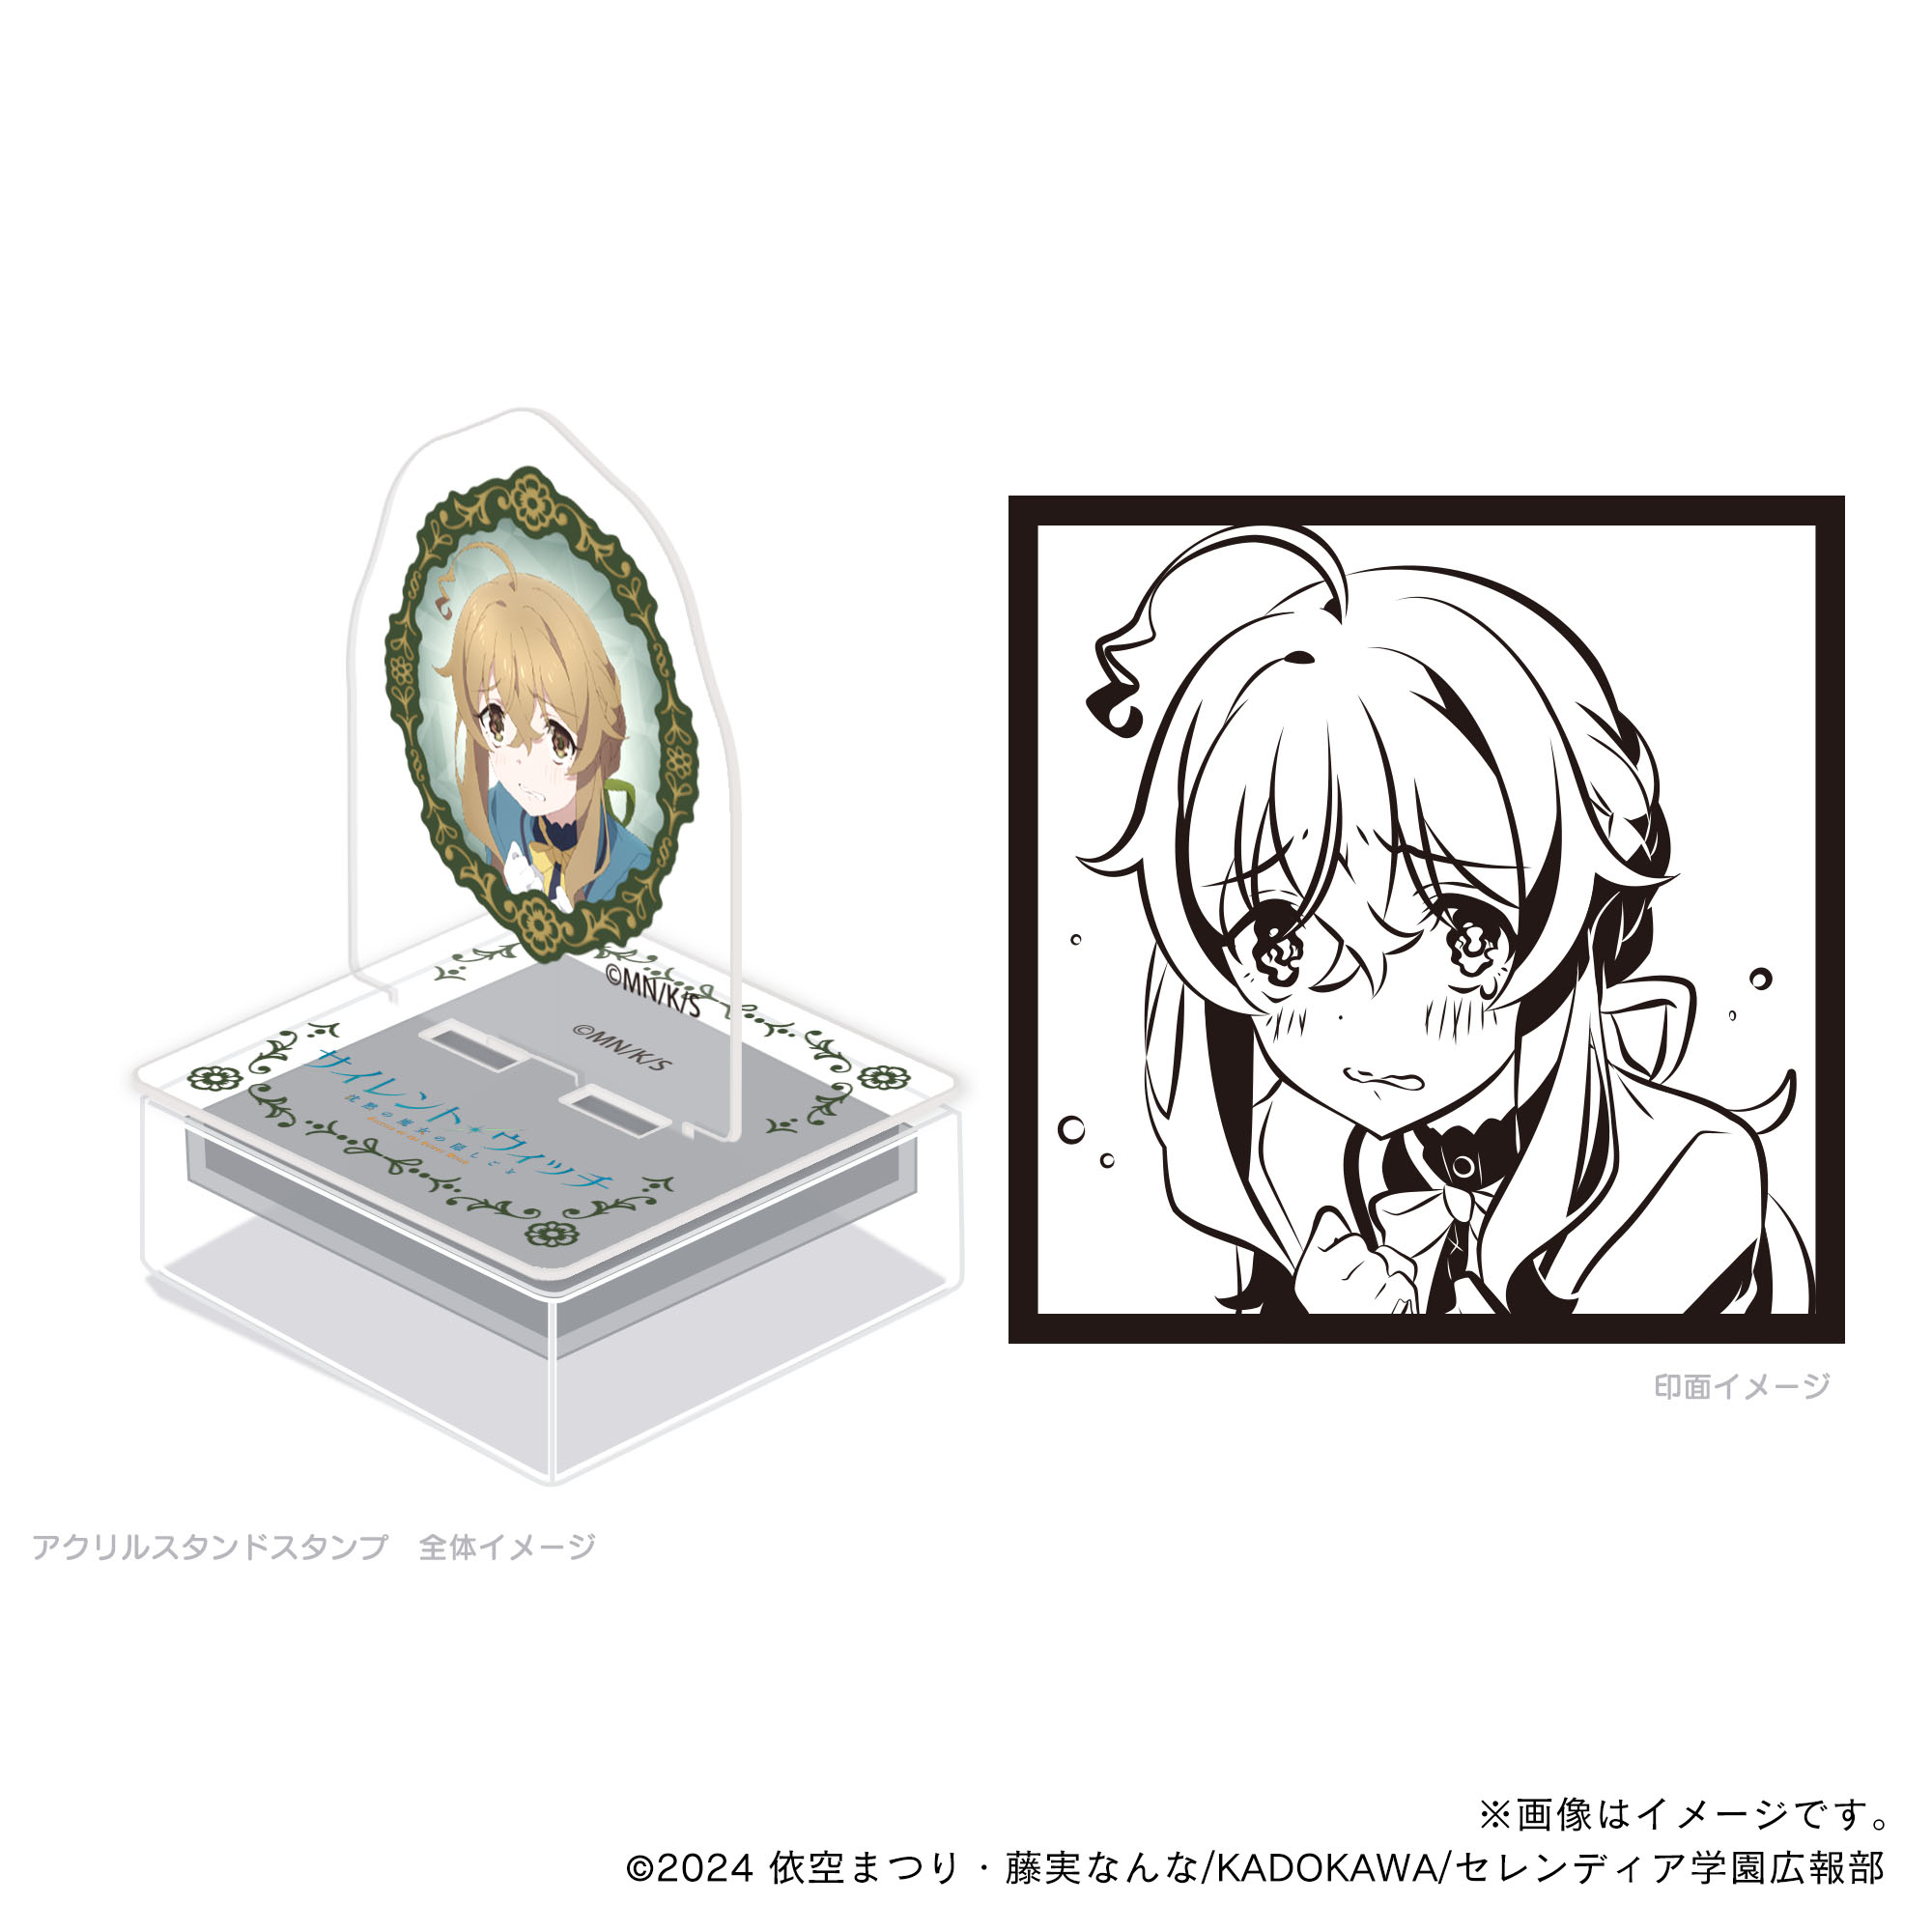 ©MN/K/S
©MN/K/S
サイレント・ウィッチ
沈黙の魔女の隠しごと
アクリルスタンドスタンプ 全体イメージ
印面イメージ
※画像はイメージです。
©2024 依空まつり・藤実なんな/KADOKAWA/セレンディア学園広報部